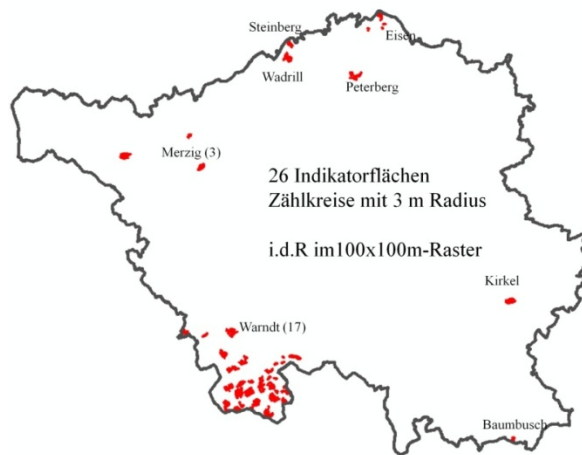 Steinberg
Eisen
Wadrill
Peterberg
Merzig (3)
26 Indikatorflächen
Zählkreise mit 3 m Radius
i.d.R im100x100m-Raster
Kirkel
Warndt (17)
Baumbusch